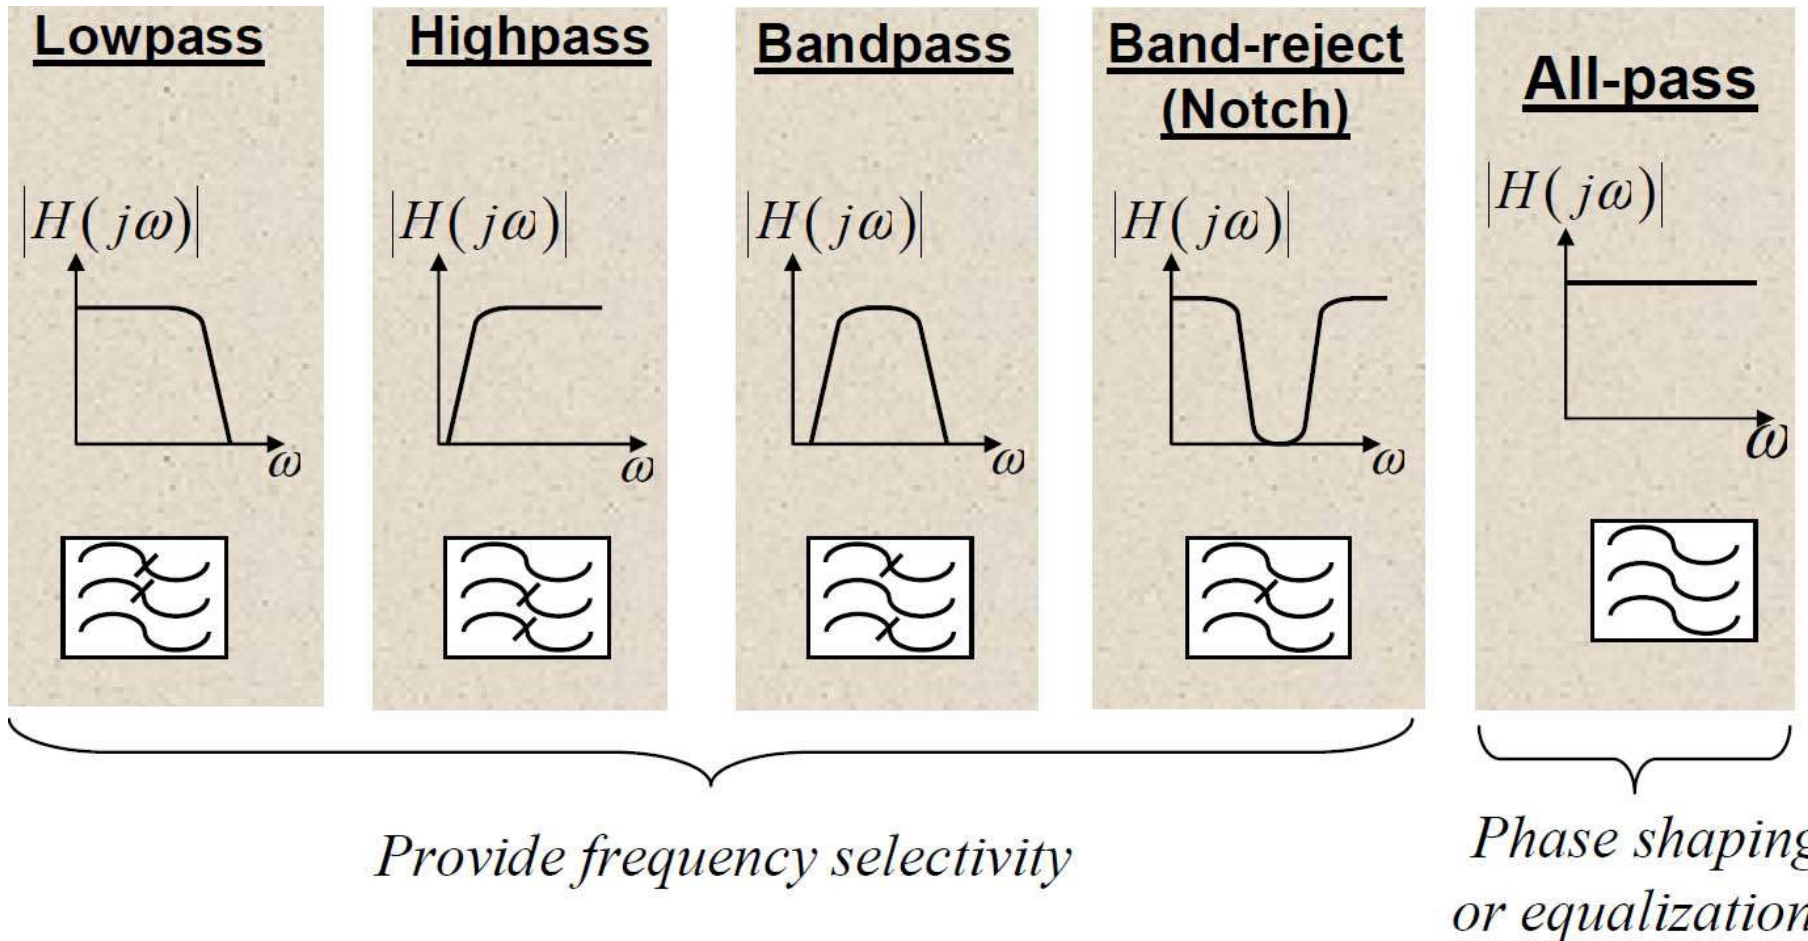 Lowpass
|H(jω)|
ω
Highpass
|H(jω)|
ω
Bandpass
|H(jω)|
ω
Band-reject
(Notch)
|H(jω)|
ω
All-pass
|H(jω)|
ω
Provide frequency selectivity
Phase shaping
or equalization